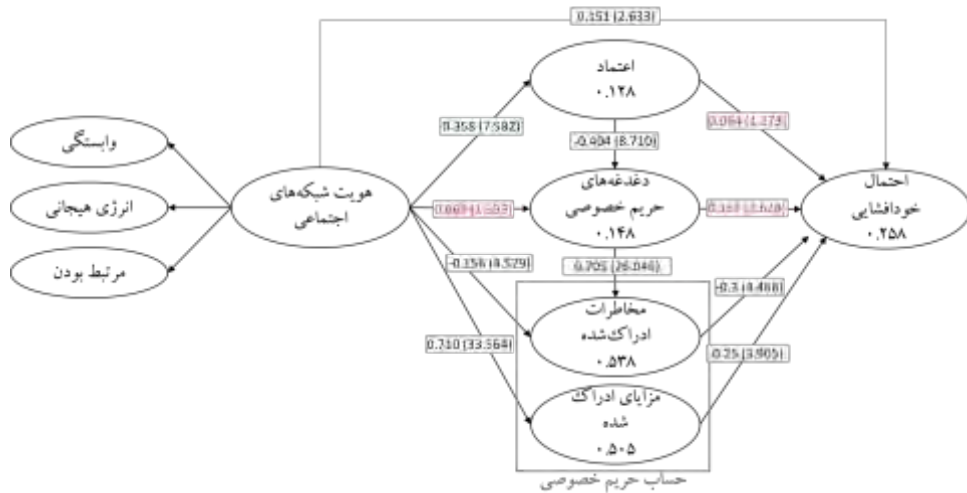 0.151 (2.633)
اعتماد
۰.۱۲۸
0.358 (7.582)
-0.404 (8.710)
وابستگی
انرژی هیجانی
مرتبط بودن
هویت شبکه‌های
اجتماعی
دغدغه‌های
حریم خصوصی
۰.۱۴۸
احتمال
خودافشایی
۰.۲۵۸
-0.156 (4.529)
0.705 (26.046)
-0.3 (4.488)
0.710 (33.564)
مخاطرات
ادراک‌شده
۰.۵۳۸
-0.25 (3.905)
مزایای ادراک
شده
۰.۵۰۵
حساب حریم خصوصی